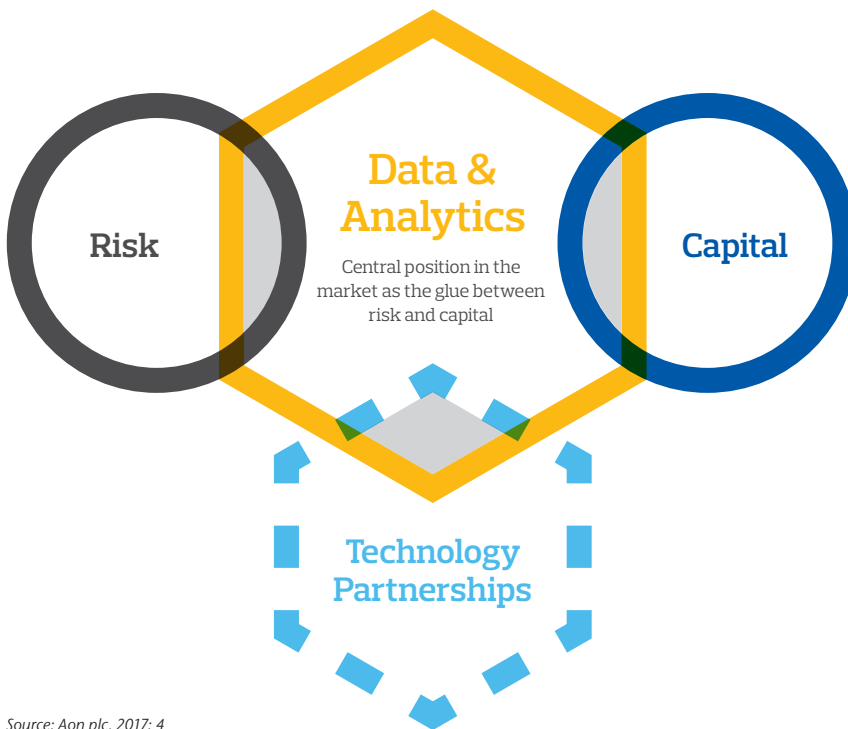 Data &
Analytics
Central position in the
market as the glue between
risk and capital
Risk
Capital
Technology
Partnerships
Source: Aon plc, 2017: 4